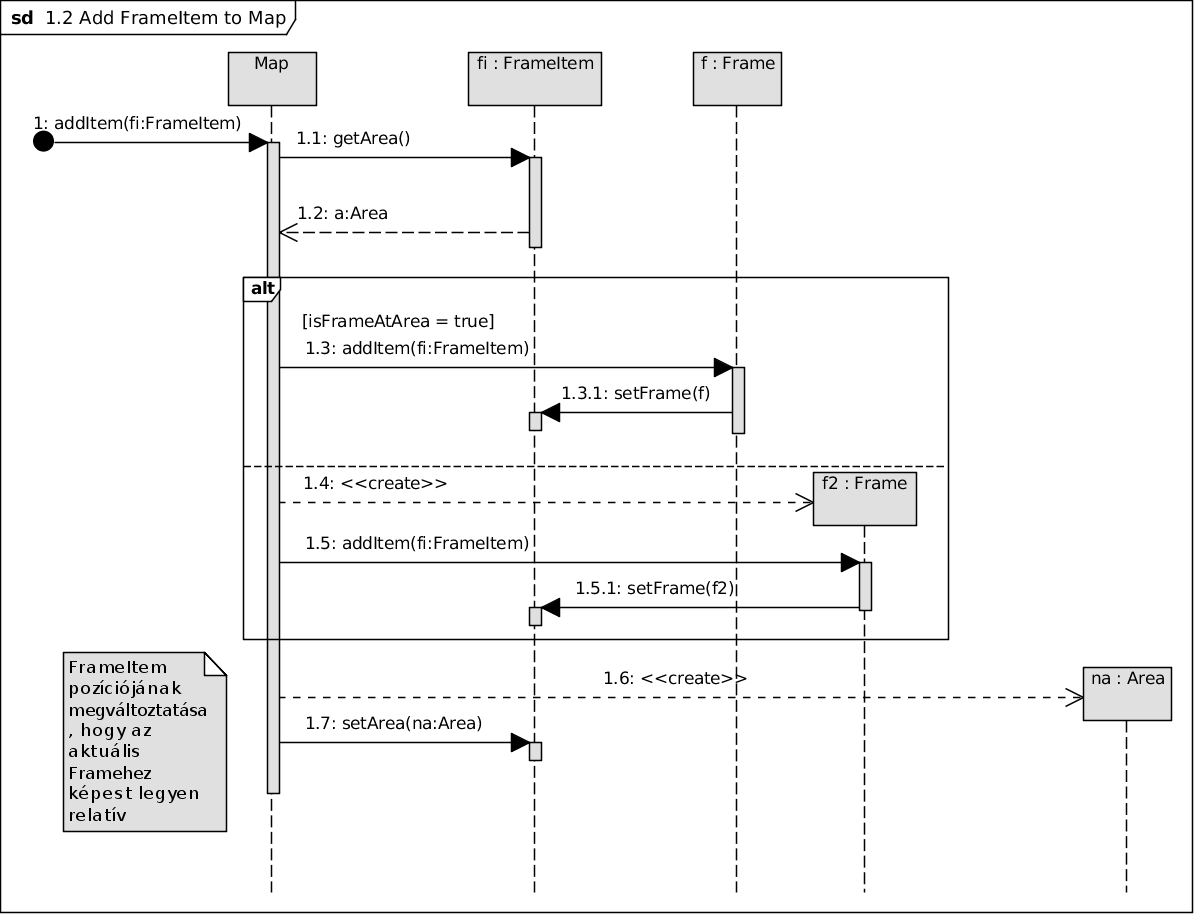 sd 1.2 Add FrameItem to Map
Map
fi : FrameItem
f : Frame
1: addItem(fi:FrameItem)
1.1: getArea()
1.2: a:Area
alt
[isFrameAtArea = true]
1.3: addItem(fi:FrameItem)
1.3.1: setFrame(f)
1.4: <<create>>
f2 : Frame
1.5: addItem(fi:FrameItem)
1.5.1: setFrame(f2)
FrameItem
pozíciójának
megváltoztatása
, hogy az
aktuális
Framehez
képest legyen
relatív
1.6: <<create>>
na : Area
1.7: setArea(na:Area)